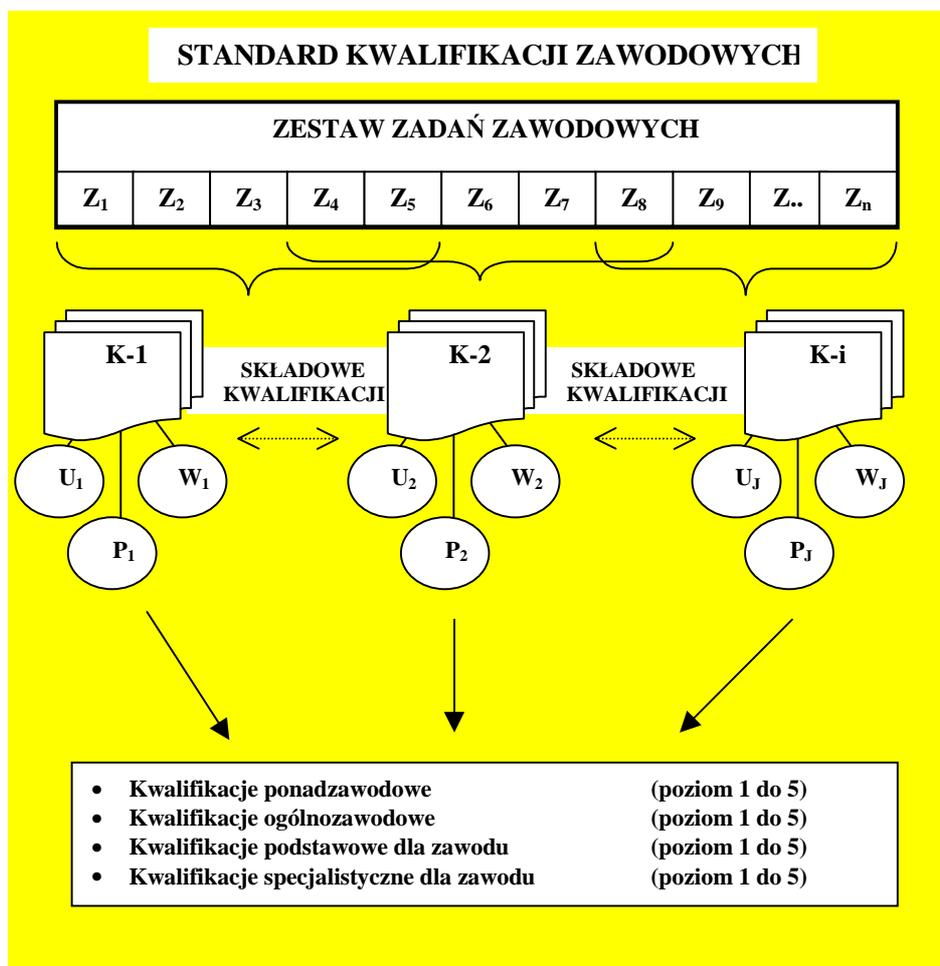 STANDARD KWALIFIKACJI ZAWODOWYCH
ZESTAW ZADAŃ ZAWODOWYCH
Z1 Z2 Z3 Z4 Z5 Z6 Z7 Z8 Z9 Z.. Zn
K-1 K-2 K-i
SKŁADOWE SKŁADOWE
KWALIFIKACJI KWALIFIKACJI
U1 W1 U2 W2 UJ WJ
P1 P2 PJ
• Kwalifikacje ponadzawodowe (poziom 1 do 5)
• Kwalifikacje ogólnozawodowe (poziom 1 do 5)
• Kwalifikacje podstawowe dla zawodu (poziom 1 do 5)
• Kwalifikacje specjalistyczne dla zawodu (poziom 1 do 5)